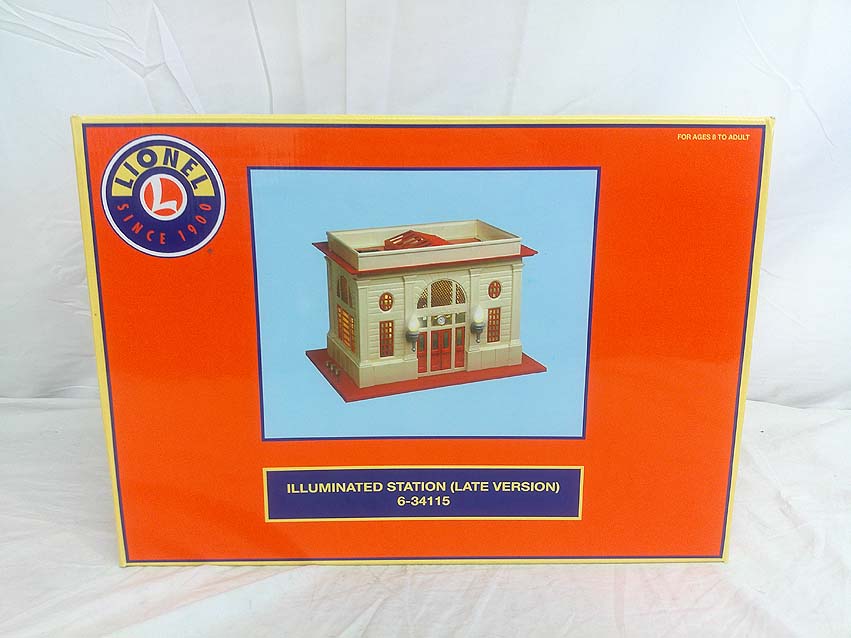 FOR AGES 8 TO ADULT
LIONEL
L
SINCE 1900
ILLUMINATED STATION (LATE VERSION)
6-34115